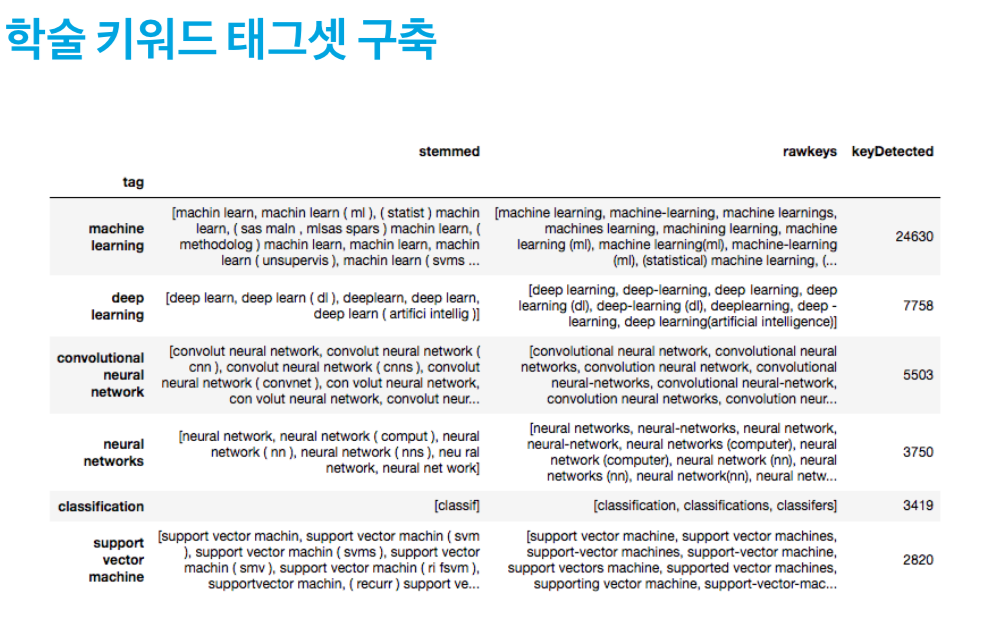 학술 키워드 태그셋 구축
stemmed rawkeys keyDetected
tag
machine learning [machin learn, machin learn ( ml ), ( statist ) machin learn, ( sas maln , mlsas spars ) machin learn, ( methodolog ) machin learn, machin learn, machin learn ( unsupervis ), machin learn ( svms ... [machine learning, machine-learning, machine learnings, machines learning, machining learning, machine learning (ml), machine learning(ml), machine-learning (ml), (statistical) machine learning, (... 24630
deep learning [deep learn, deep learn ( dl ), deeplearn, deep learn, deep learn ( artifici intellig )] [deep learning, deep-learning, deep learning, deep learning (dl), deep-learning (dl), deeplearning, deep - learning, deep learning(artificial intelligence)] 7758
convolutional neural network [convolut neural network, convolut neural network ( cnn ), convolut neural network ( cnns ), convolut neural network ( convnet ), con volut neural network, con volut neural network, convolut neur... [convolutional neural network, convolutional neural networks, convolution neural network, convolutional neural-networks, convolutional neural-network, convolution neural networks, convolution neur... 5503
neural networks [neural network, neural network ( comput ), neural network ( nn ), neural network ( nns ), neu ral network, neural net work] [neural networks, neural-networks, neural network, neural-network, neural networks (computer), neural network (computer), neural network (nn), neural networks (nn), neural network(nn), neural netw... 3750
classification [classif] [classification, classifications, classifers] 3419
support vector machine [support vector machin, support vector machin ( svm ), support vector machin ( svms ), support vector machin ( smv ), support vector machin ( ri fsvm ), supportvector machin, ( recurr ) support ve... [support vector machine, support vector machines, support-vector machines, support-vector machine, support vectors machine, supported vector machines, supporting vector machine, support-vector-mac... 2820